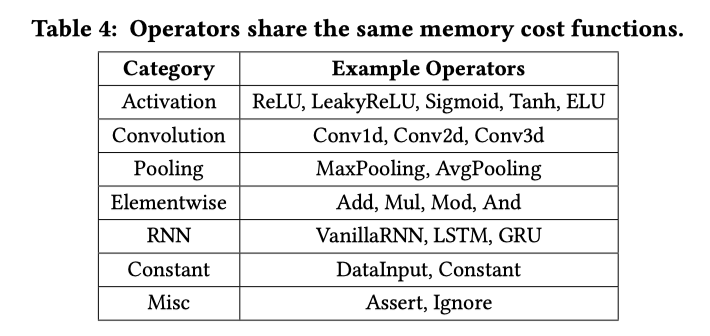 Table 4: Operators share the same memory cost functions.
Category Example Operators
Activation ReLU, LeakyReLU, Sigmoid, Tanh, ELU
Convolution Conv1d, Conv2d, Conv3d
Pooling MaxPooling, AvgPooling
Elementwise Add, Mul, Mod, And
RNN VanillaRNN, LSTM, GRU
Constant DataInput, Constant
Misc Assert, Ignore